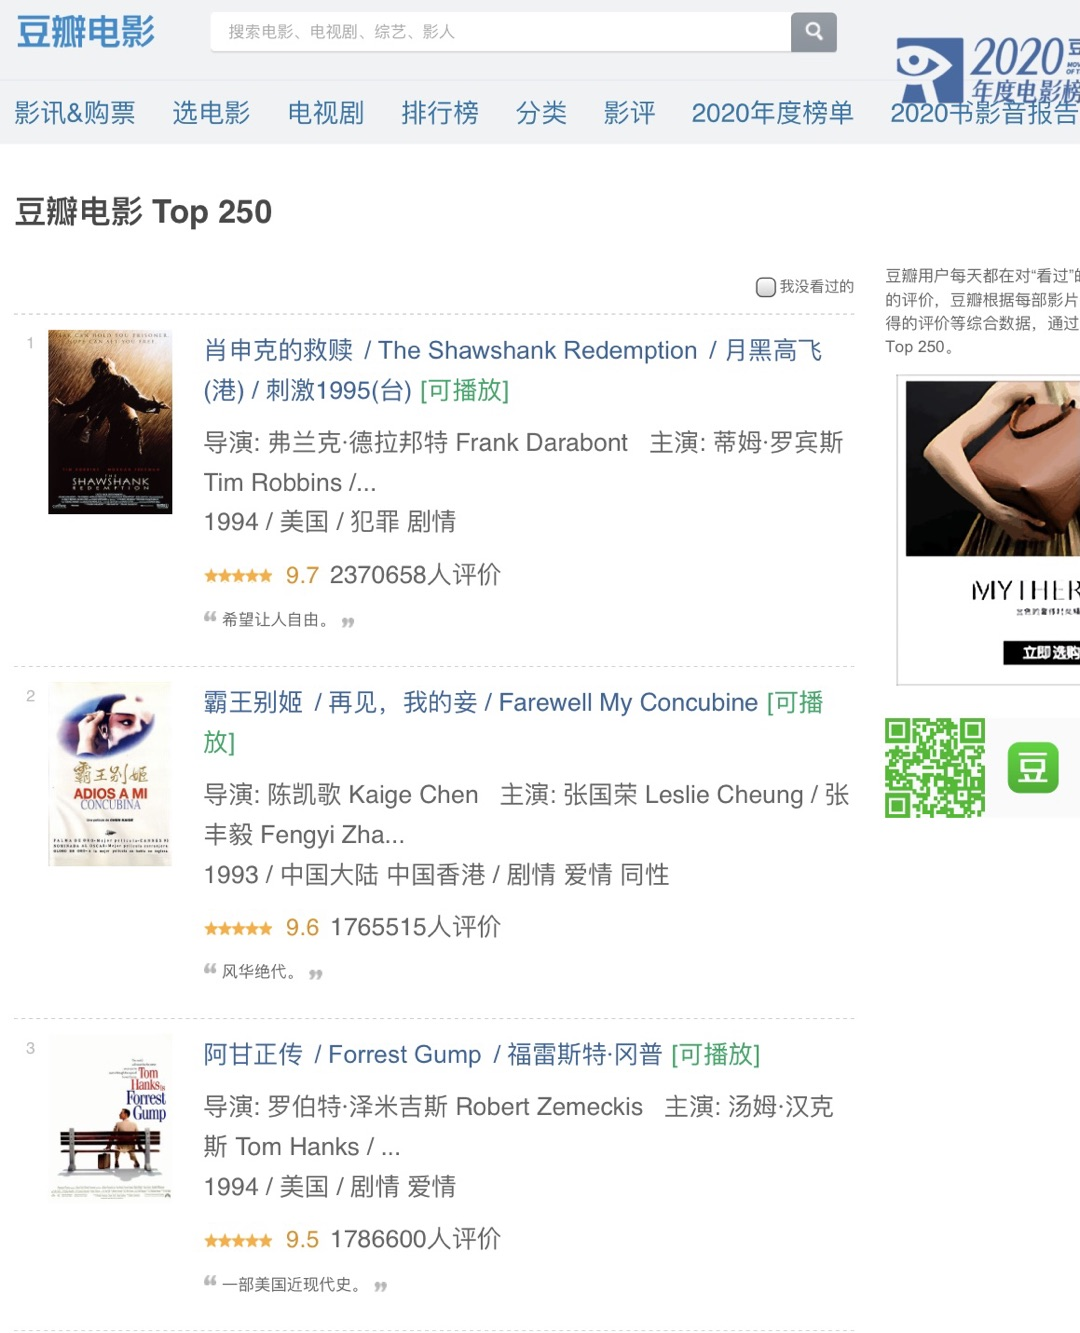 豆瓣电影
搜索电影、电视剧、综艺、影人
2020
年度电影榜
影讯&购票 选电影 电视剧 排行榜 分类 影评 2020年度榜单 2020书影音报告
豆瓣电影 Top 250
我没看过的
豆瓣用户每天都在对“看过”的
的评价，豆瓣根据每部影片
得的评价等综合数据，通过
Top 250。
1
肖申克的救赎 / The Shawshank Redemption / 月黑高飞
(港) / 刺激1995(台) [可播放]
导演: 弗兰克·德拉邦特 Frank Darabont 主演: 蒂姆·罗宾斯
Tim Robbins /...
1994 / 美国 / 犯罪 剧情
9.7 2370658人评价
“ 希望让人自由。 ”
THE
SHAWSHANK
REDEMPTION
立即选购
2
霸王别姬 / 再见，我的妾 / Farewell My Concubine [可播
放]
导演: 陈凯歌 Kaige Chen 主演: 张国荣 Leslie Cheung / 张
丰毅 Fengyi Zha...
1993 / 中国大陆 中国香港 / 剧情 爱情 同性
9.6 1765515人评价
“ 风华绝代。 ”
霸王别姬
ADIOS A MI
CONCUBINA
豆
3
阿甘正传 / Forrest Gump / 福雷斯特·冈普 [可播放]
导演: 罗伯特·泽米吉斯 Robert Zemeckis 主演: 汤姆·汉克
斯 Tom Hanks / ...
1994 / 美国 / 剧情 爱情
9.5 1786600人评价
“ 一部美国近现代史。 ”
Tom
Hanks is
Forrest
Gump